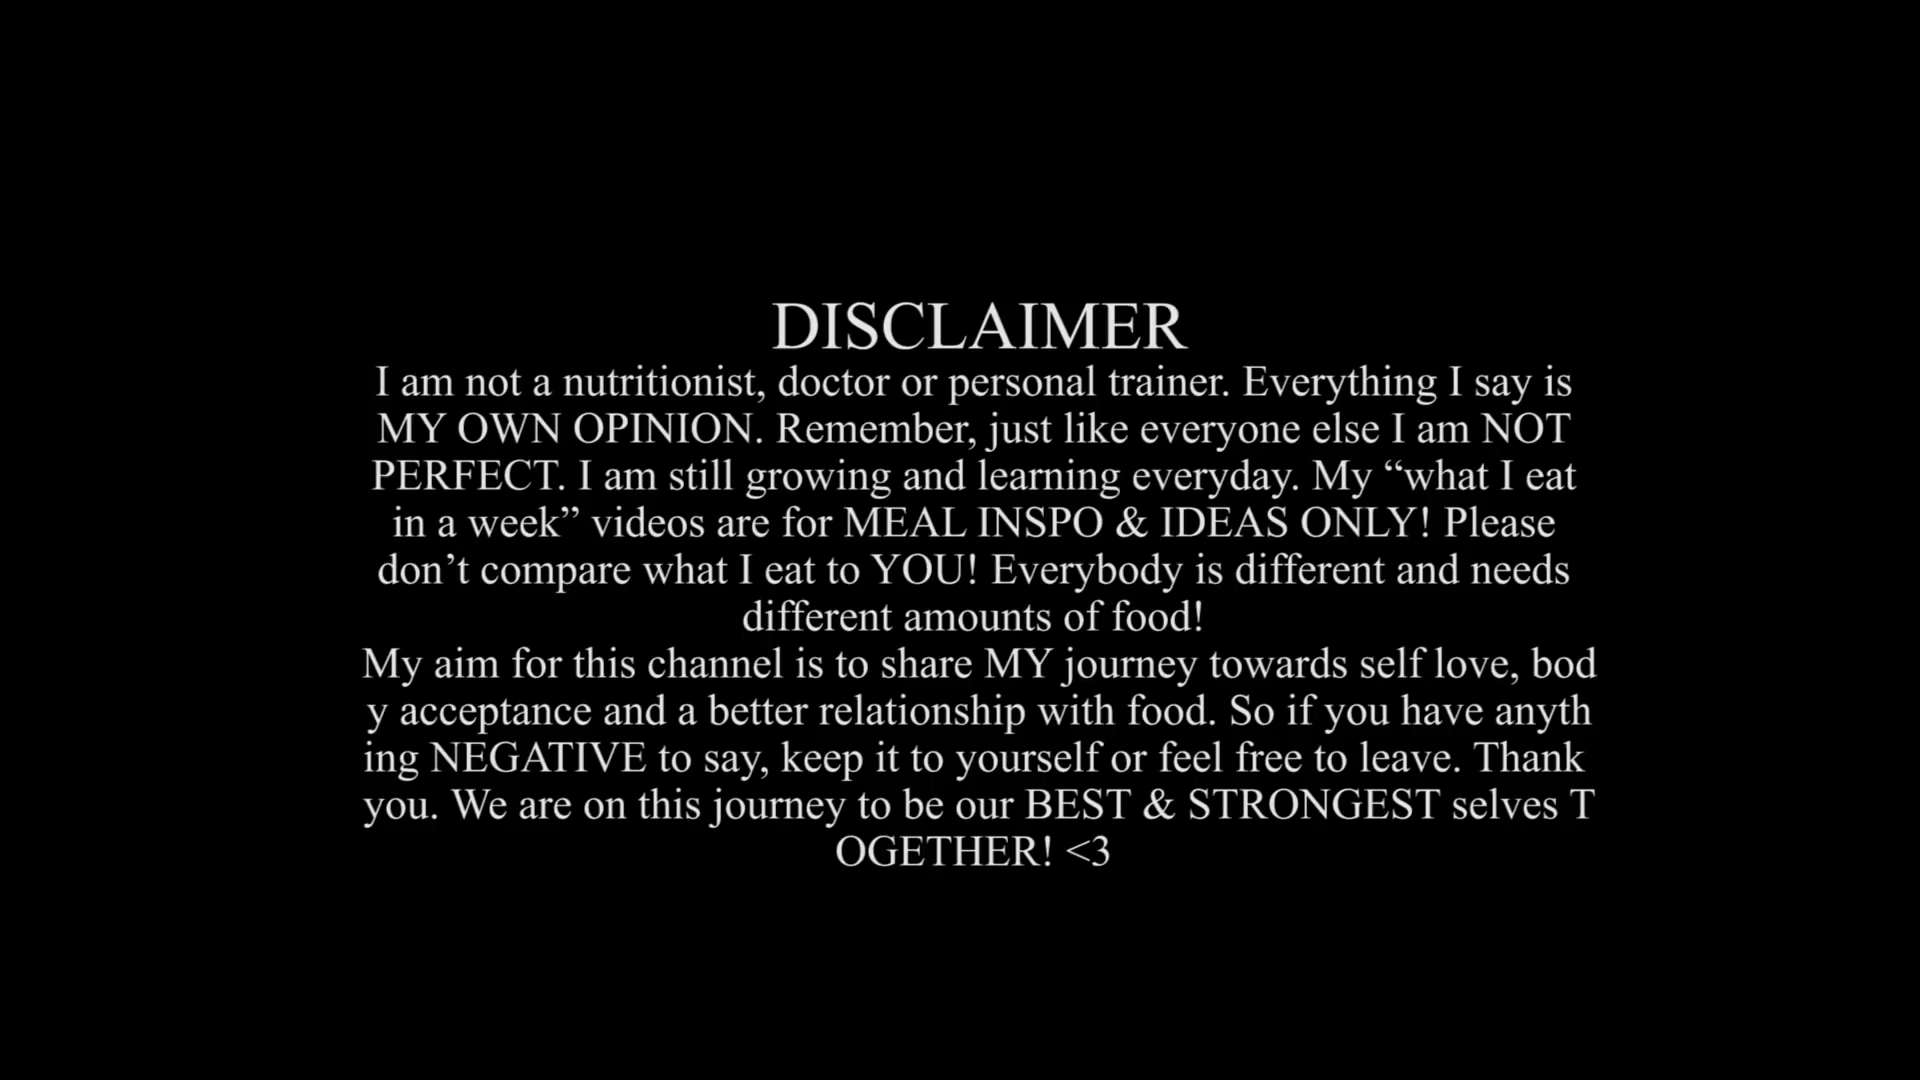 DISCLAIMER
I am not a nutritionist, doctor or personal trainer. Everything I say is
MY OWN OPINION. Remember, just like everyone else I am NOT
PERFECT. I am still growing and learning everyday. My “what I eat
in a week” videos are for MEAL INSPO & IDEAS ONLY! Please
don’t compare what I eat to YOU! Everybody is different and needs
different amounts of food!
My aim for this channel is to share MY journey towards self love, bod
y acceptance and a better relationship with food. So if you have anyth
ing NEGATIVE to say, keep it to yourself or feel free to leave. Thank
you. We are on this journey to be our BEST & STRONGEST selves T
OGETHER! <3